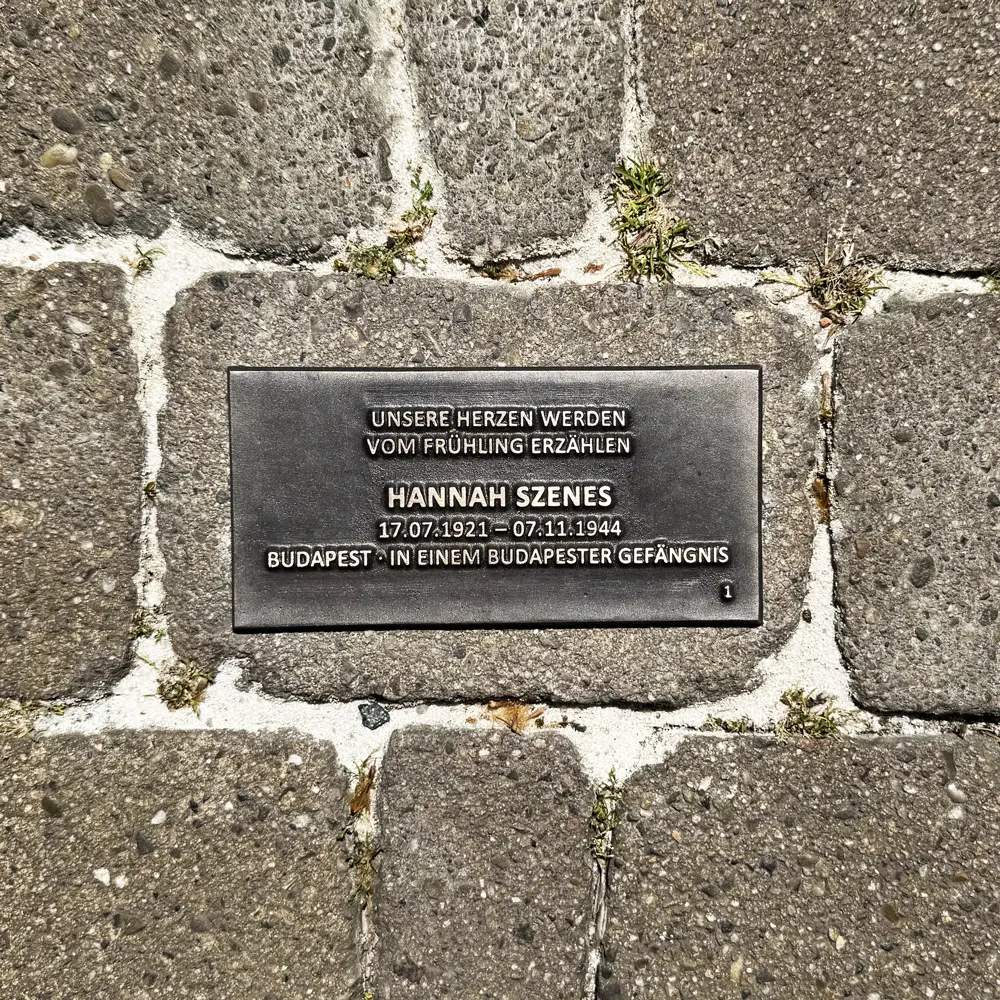 UNSERE HERZEN WERDEN
VOM FRÜHLING ERZÄHLEN
HANNAH SZENES
17.07.1921 – 07.11.1944
BUDAPEST · IN EINEM BUDAPESTER GEFÄNGNIS
1